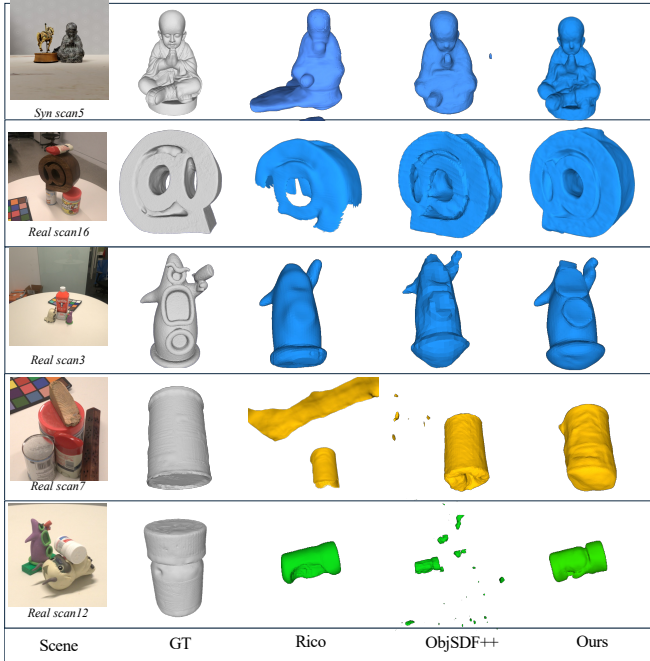 Syn scan5
Real scan16
Real scan3
Real scan7
Real scan12
Scene GT Rico ObjSDF++ Ours